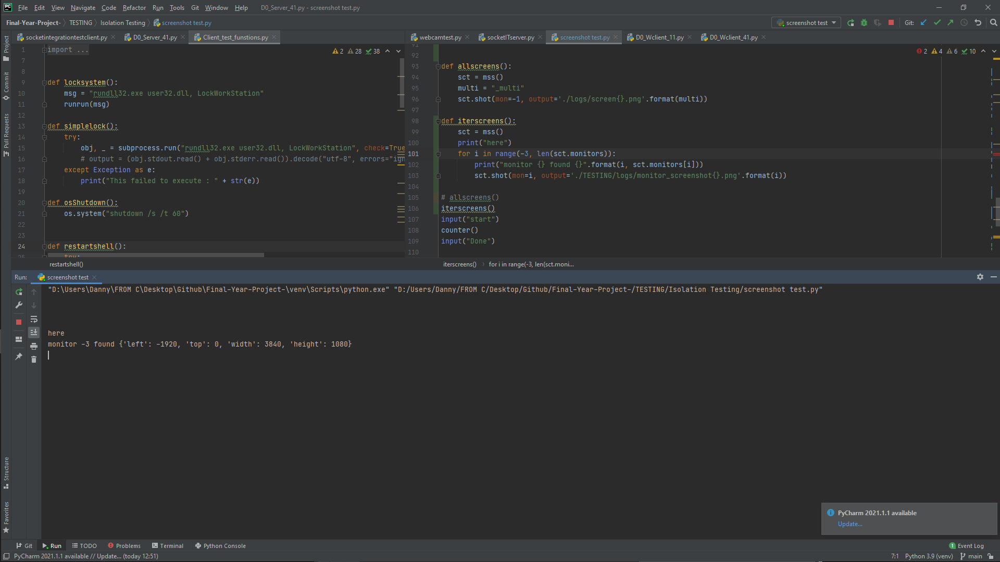 PC File Edit View Navigate Code Refactor Run Tools Git Window Help D0_Server_41.py - screenshot test.py
Final-Year-Project- TESTING Isolation Testing screenshot test.py screenshot test Git:
socketintegrationtestclient.py D0_Server_41.py Client_test_funstions.py webcamtest.py socketITserver.py screenshot test.py D0_Wclient_11.py D0_Wclient_41.py
Project
Commit
Pull Requests
Structure
Favorites
2 28 38
1 import ...
7
8
9 def locksystem():
10 msg = "rundll32.exe user32.dll, LockWorkStation"
11 runrun(msg)
12
13 def simplelock():
14 try:
15 obj, _ = subprocess.run("rundll32.exe user32.dll, LockWorkStation", check=True
16 # output = (obj.stdout.read() + obj.stderr.read()).decode("utf-8", errors="ign
17 except Exception as e:
18 print("This failed to execute : " + str(e))
19
20 def osShutdown():
21 os.system("shutdown /s /t 60")
22
23
24 def restartshell():
25 try:
restartshell()
2 4 6 10
91
92
93 def allscreens():
94 sct = mss()
95 multi = "_multi"
96 sct.shot(mon=-1, output='./logs/screen{}.png'.format(multi))
97
98 def iterscreens():
99 sct = mss()
100 print("here")
101 for i in range(-3, len(sct.monitors)):
102 print("monitor {} found {}".format(i, sct.monitors[i]))
103 sct.shot(mon=i, output='./TESTING/logs/monitor_screenshot{}.png'.format(i))
104
105 # allscreens()
106 iterscreens()
107 input("start")
108 counter()
109 input("Done")
110
iterscreens() for i in range(-3, len(sct.moni...
Run: screenshot test
"D:\Users\Danny\FROM C\Desktop\Github\Final-Year-Project-\venv\Scripts\python.exe" "D:/Users/Danny/FROM C/Desktop/Github/Final-Year-Project-/TESTING/Isolation Testing/screenshot test.py"
here
monitor -3 found {'left': -1920, 'top': 0, 'width': 3840, 'height': 1080}
PyCharm 2021.1.1 available
Update...
Git Run TODO Problems Terminal Python Console 1 Event Log
PyCharm 2021.1.1 available // Update... (today 12:51) 7:1 Python 3.9 (venv) main